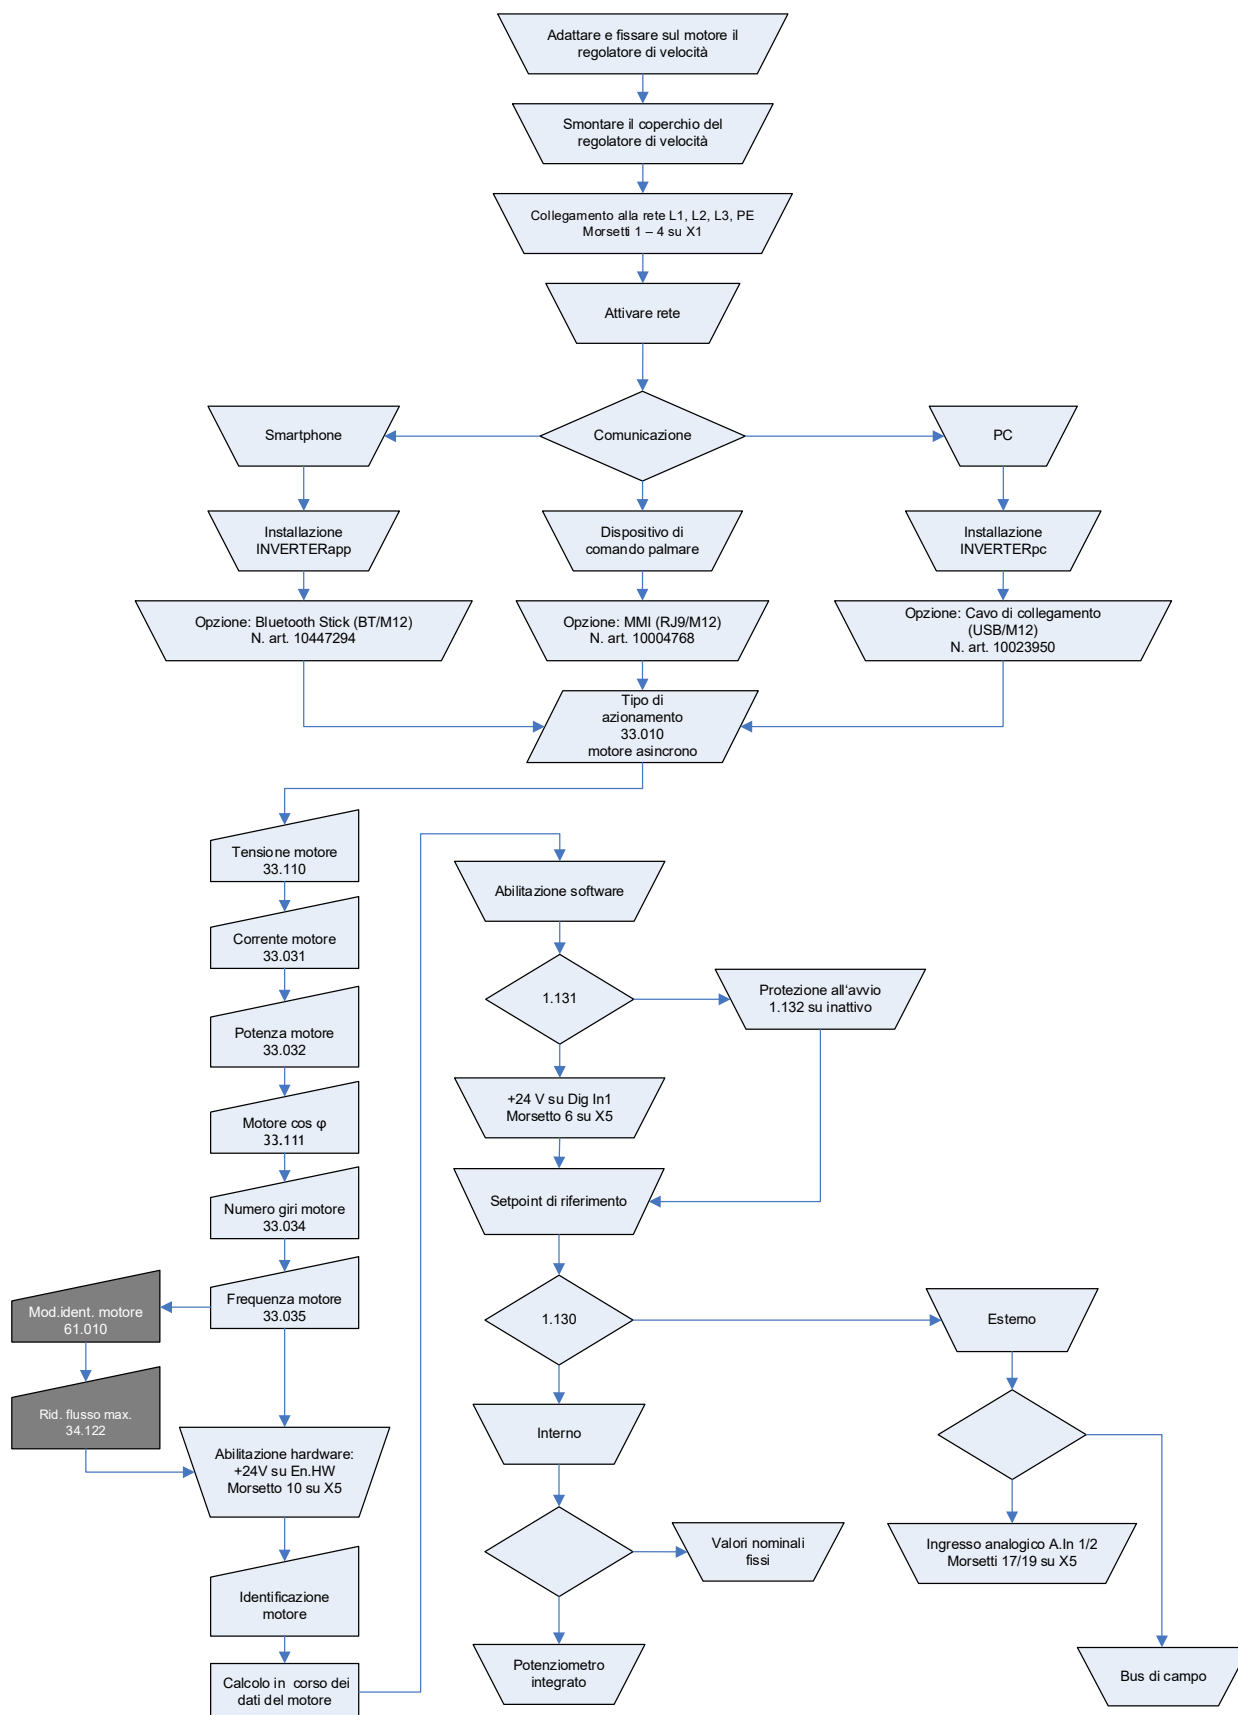 Adattare e fissare sul motore il
regolatore di velocità
Smontare il coperchio del
regolatore di velocità
Collegamento alla rete L1, L2, L3, PE
Morsetti 1 – 4 su X1
Attivare rete
Smartphone
Comunicazione
PC
Installazione
INVERTERapp
Dispositivo di
comando palmare
Installazione
INVERTERpc
Opzione: Bluetooth Stick (BT/M12)
N. art. 10447294
Opzione: MMI (RJ9/M12)
N. art. 10004768
Opzione: Cavo di collegamento
(USB/M12)
N. art. 10023950
Tipo di
azionamento
33.010
motore asincrono
Tensione motore
33.110
Corrente motore
33.031
Potenza motore
33.032
Motore cos φ
33.111
Numero giri motore
33.034
Frequenza motore
33.035
Mod.ident. motore
61.010
Rid. flusso max.
34.122
Abilitazione hardware:
+24V su En.HW
Morsetto 10 su X5
Identificazione
motore
Calcolo in  corso dei
dati del motore
Abilitazione software
1.131
Protezione all‘avvio
1.132 su inattivo
+24 V su Dig In1
Morsetto 6 su X5
Setpoint di riferimento
1.130
Esterno
Interno
Valori nominali
fissi
Ingresso analogico A.In 1/2
Morsetti 17/19 su X5
Potenziometro
integrato
Bus di campo